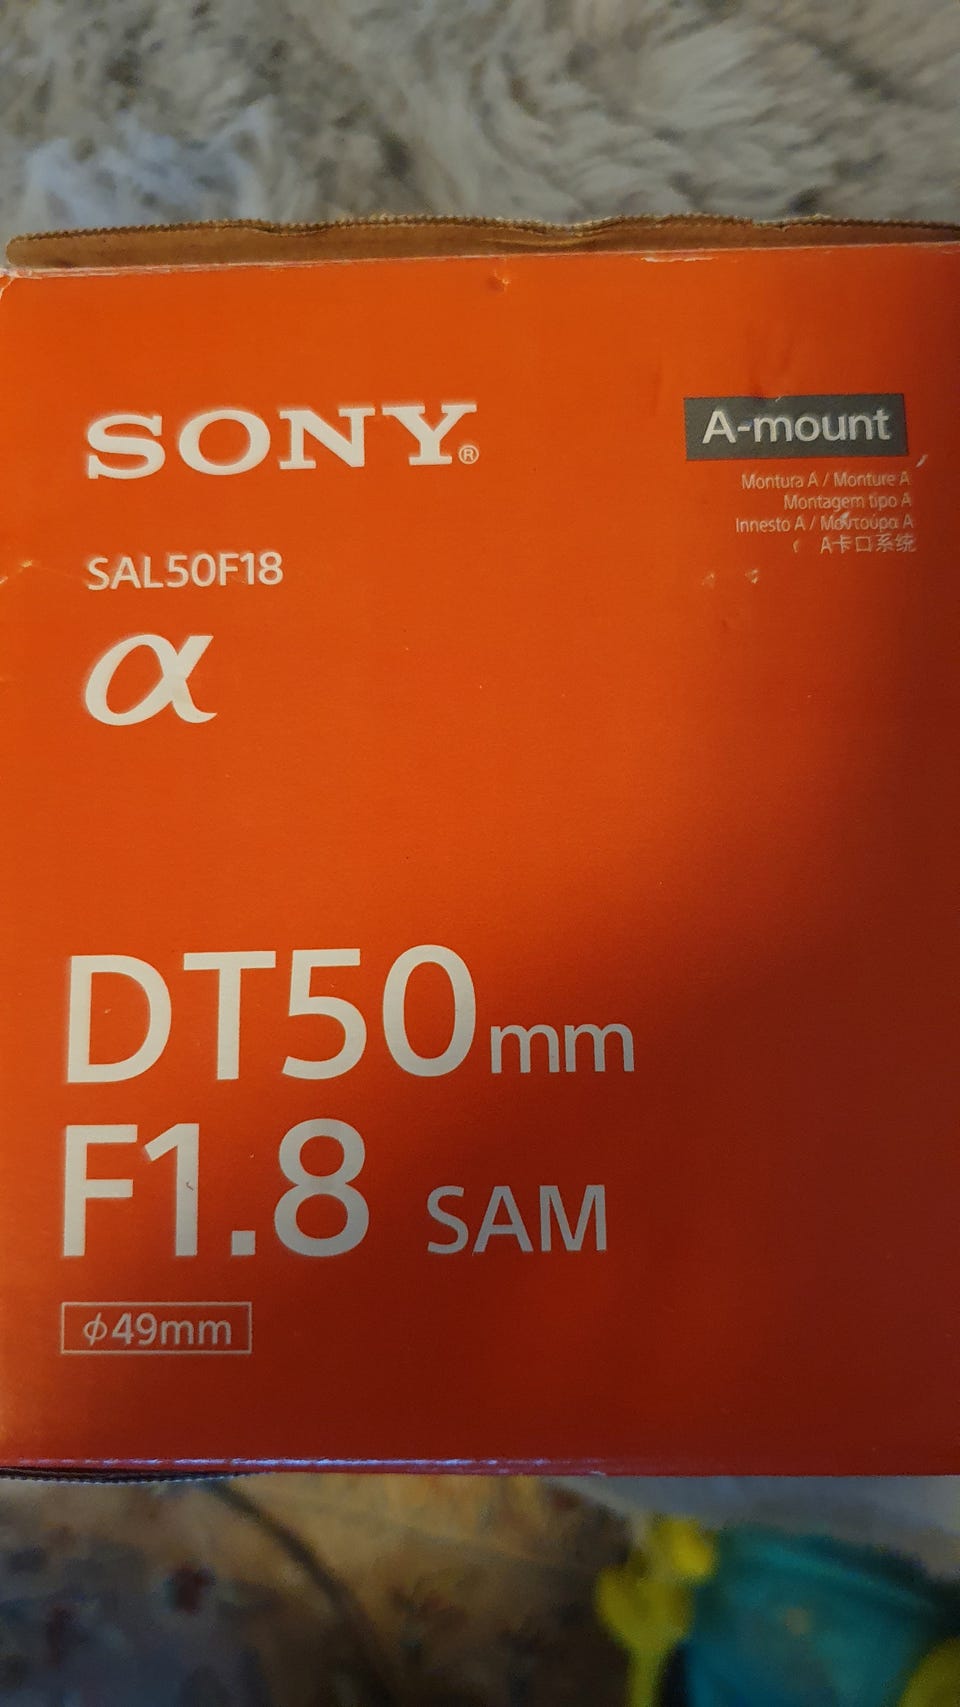 SONY®
A-mount
Montura A / Monture A
Montagem tipo A
Innesto A / Μοντούρα A
A卡口系统
SAL50F18
α
DT50mm
F1.8 SAM
ϕ49mm